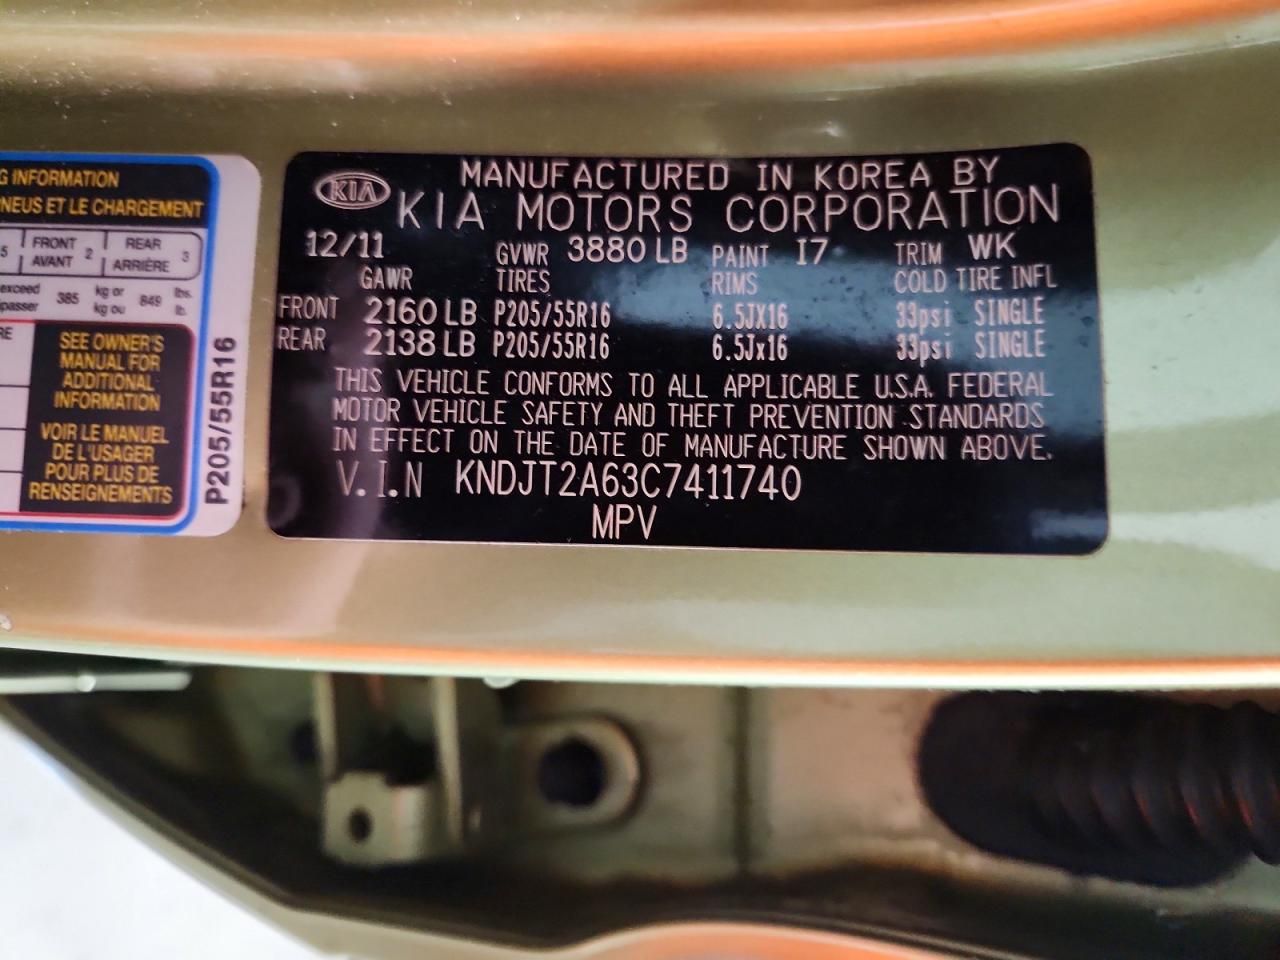 G INFORMATION
PNEUS ET LE CHARGEMENT
5 FRONT AVANT 2 REAR ARRIÈRE 3
exceed 385 kg or kg ou 849 lbs. lb.
RE
SEE OWNER'S
MANUAL FOR
ADDITIONAL
INFORMATION
VOIR LE MANUEL
DE L'USAGER
POUR PLUS DE
RENSEIGNEMENTS
P205/55R16
KIA
MANUFACTURED IN KOREA BY
KIA MOTORS CORPORATION
12/11 GVWR 3880 LB PAINT I7 TRIM WK
GAWR TIRES RIMS COLD TIRE INFL
FRONT 2160 LB P205/55R16 6.5JX16 33psi SINGLE
REAR 2138 LB P205/55R16 6.5Jx16 33psi SINGLE
THIS VEHICLE CONFORMS TO ALL APPLICABLE U.S.A. FEDERAL
MOTOR VEHICLE SAFETY AND THEFT PREVENTION STANDARDS
IN EFFECT ON THE DATE OF MANUFACTURE SHOWN ABOVE.
V.I.N KNDJT2A63C7411740
MPV